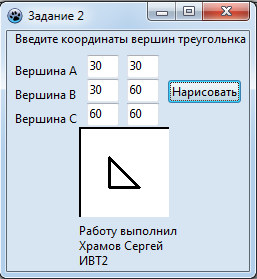 Задание 2
Введите координаты вершин треугольнка
Вершина А 30 30
Вершина В 30 60
Нарисовать
Вершина С 60 60
Работу выполнил
Храмов Сергей
ИВТ2